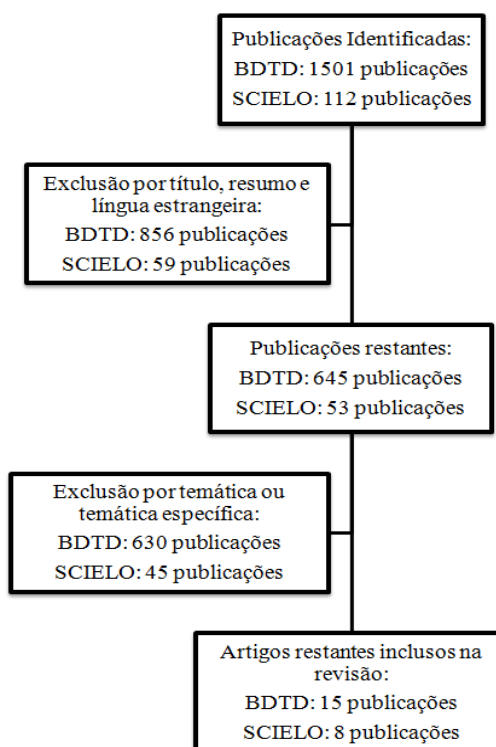 Publicações Identificadas:
BDTD: 1501 publicações
SCIELO: 112 publicações
Exclusão por título, resumo e
língua estrangeira:
BDTD: 856 publicações
SCIELO: 59 publicações
Publicações restantes:
BDTD: 645 publicações
SCIELO: 53 publicações
Exclusão por temática ou
temática específica:
BDTD: 630 publicações
SCIELO: 45 publicações
Artigos restantes inclusos na
revisão:
BDTD: 15 publicações
SCIELO: 8 publicações